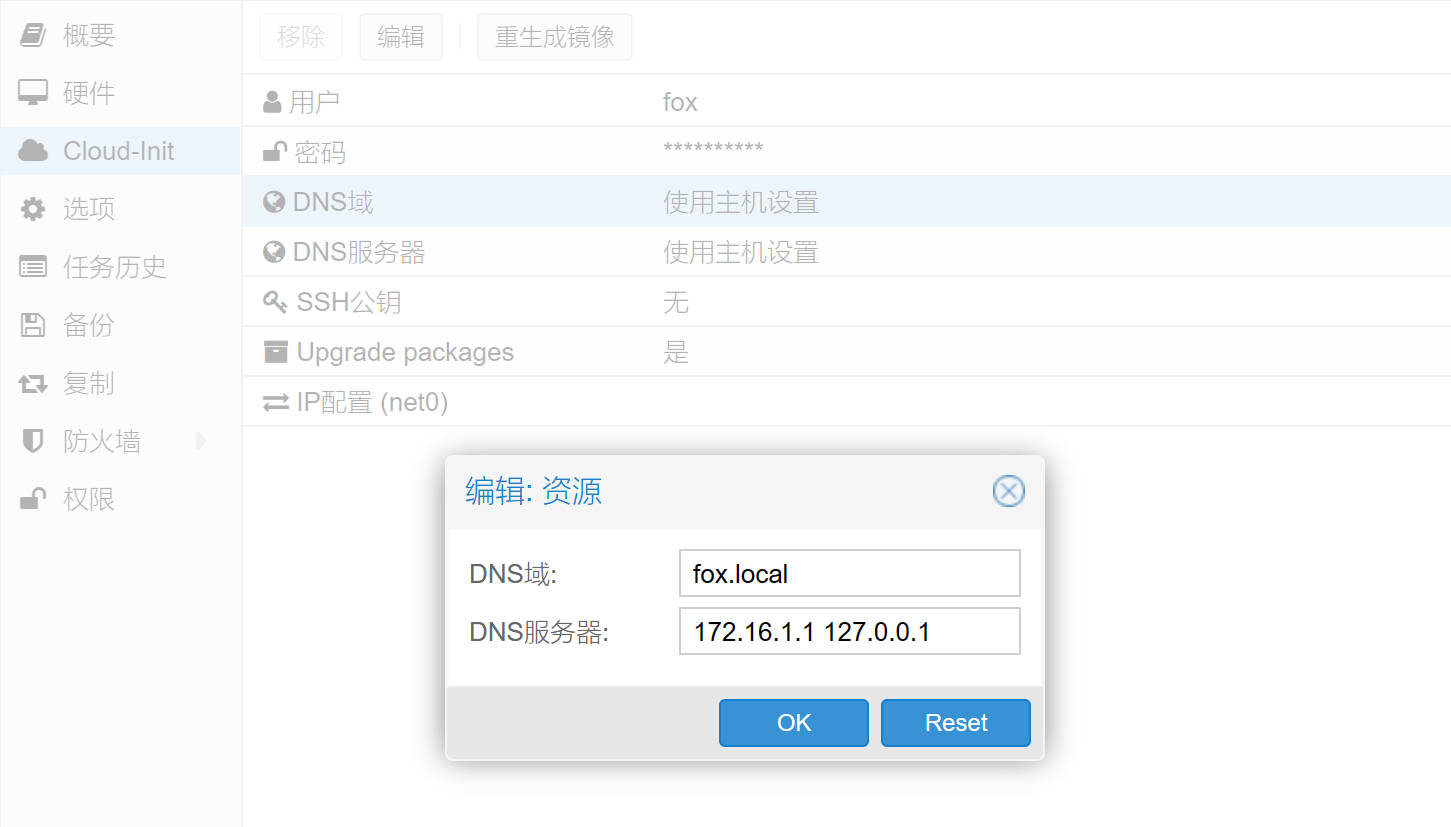 概要
硬件
Cloud-Init
选项
任务历史
备份
复制
防火墙
权限
移除 编辑 重生成镜像
用户 fox
密码 **********
DNS域 使用主机设置
DNS服务器 使用主机设置
SSH公钥 无
Upgrade packages 是
IP配置 (net0)
编辑: 资源
DNS域: fox.local
DNS服务器: 172.16.1.1 127.0.0.1
OK Reset